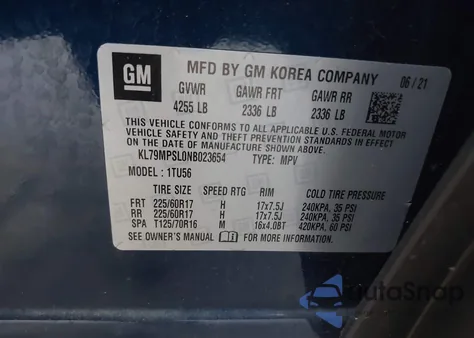 GM
MFD BY GM KOREA COMPANY 06/21
GVWR GAWR FRT GAWR RR
4255 LB 2336 LB 2336 LB
THIS VEHICLE CONFORMS TO ALL APPLICABLE U.S. FEDERAL MOTOR
VEHICLE SAFETY AND THEFT PREVENTION STANDARDS IN
EFFECT ON THE DATE OF MANUFACTURE SHOWN ABOVE.
KL79MPSL0NB023654 TYPE: MPV
MODEL: 1TU56
TIRE SIZE SPEED RTG RIM COLD TIRE PRESSURE
FRT 225/60R17 H 17x7.5J 240KPA, 35 PSI
RR 225/60R17 H 17x7.5J 240KPA, 35 PSI
SPA T125/70R16 M 16x4.0BT 420KPA, 60 PSI
SEE OWNER'S MANUAL FOR MORE INFORMATION
AutoSnap